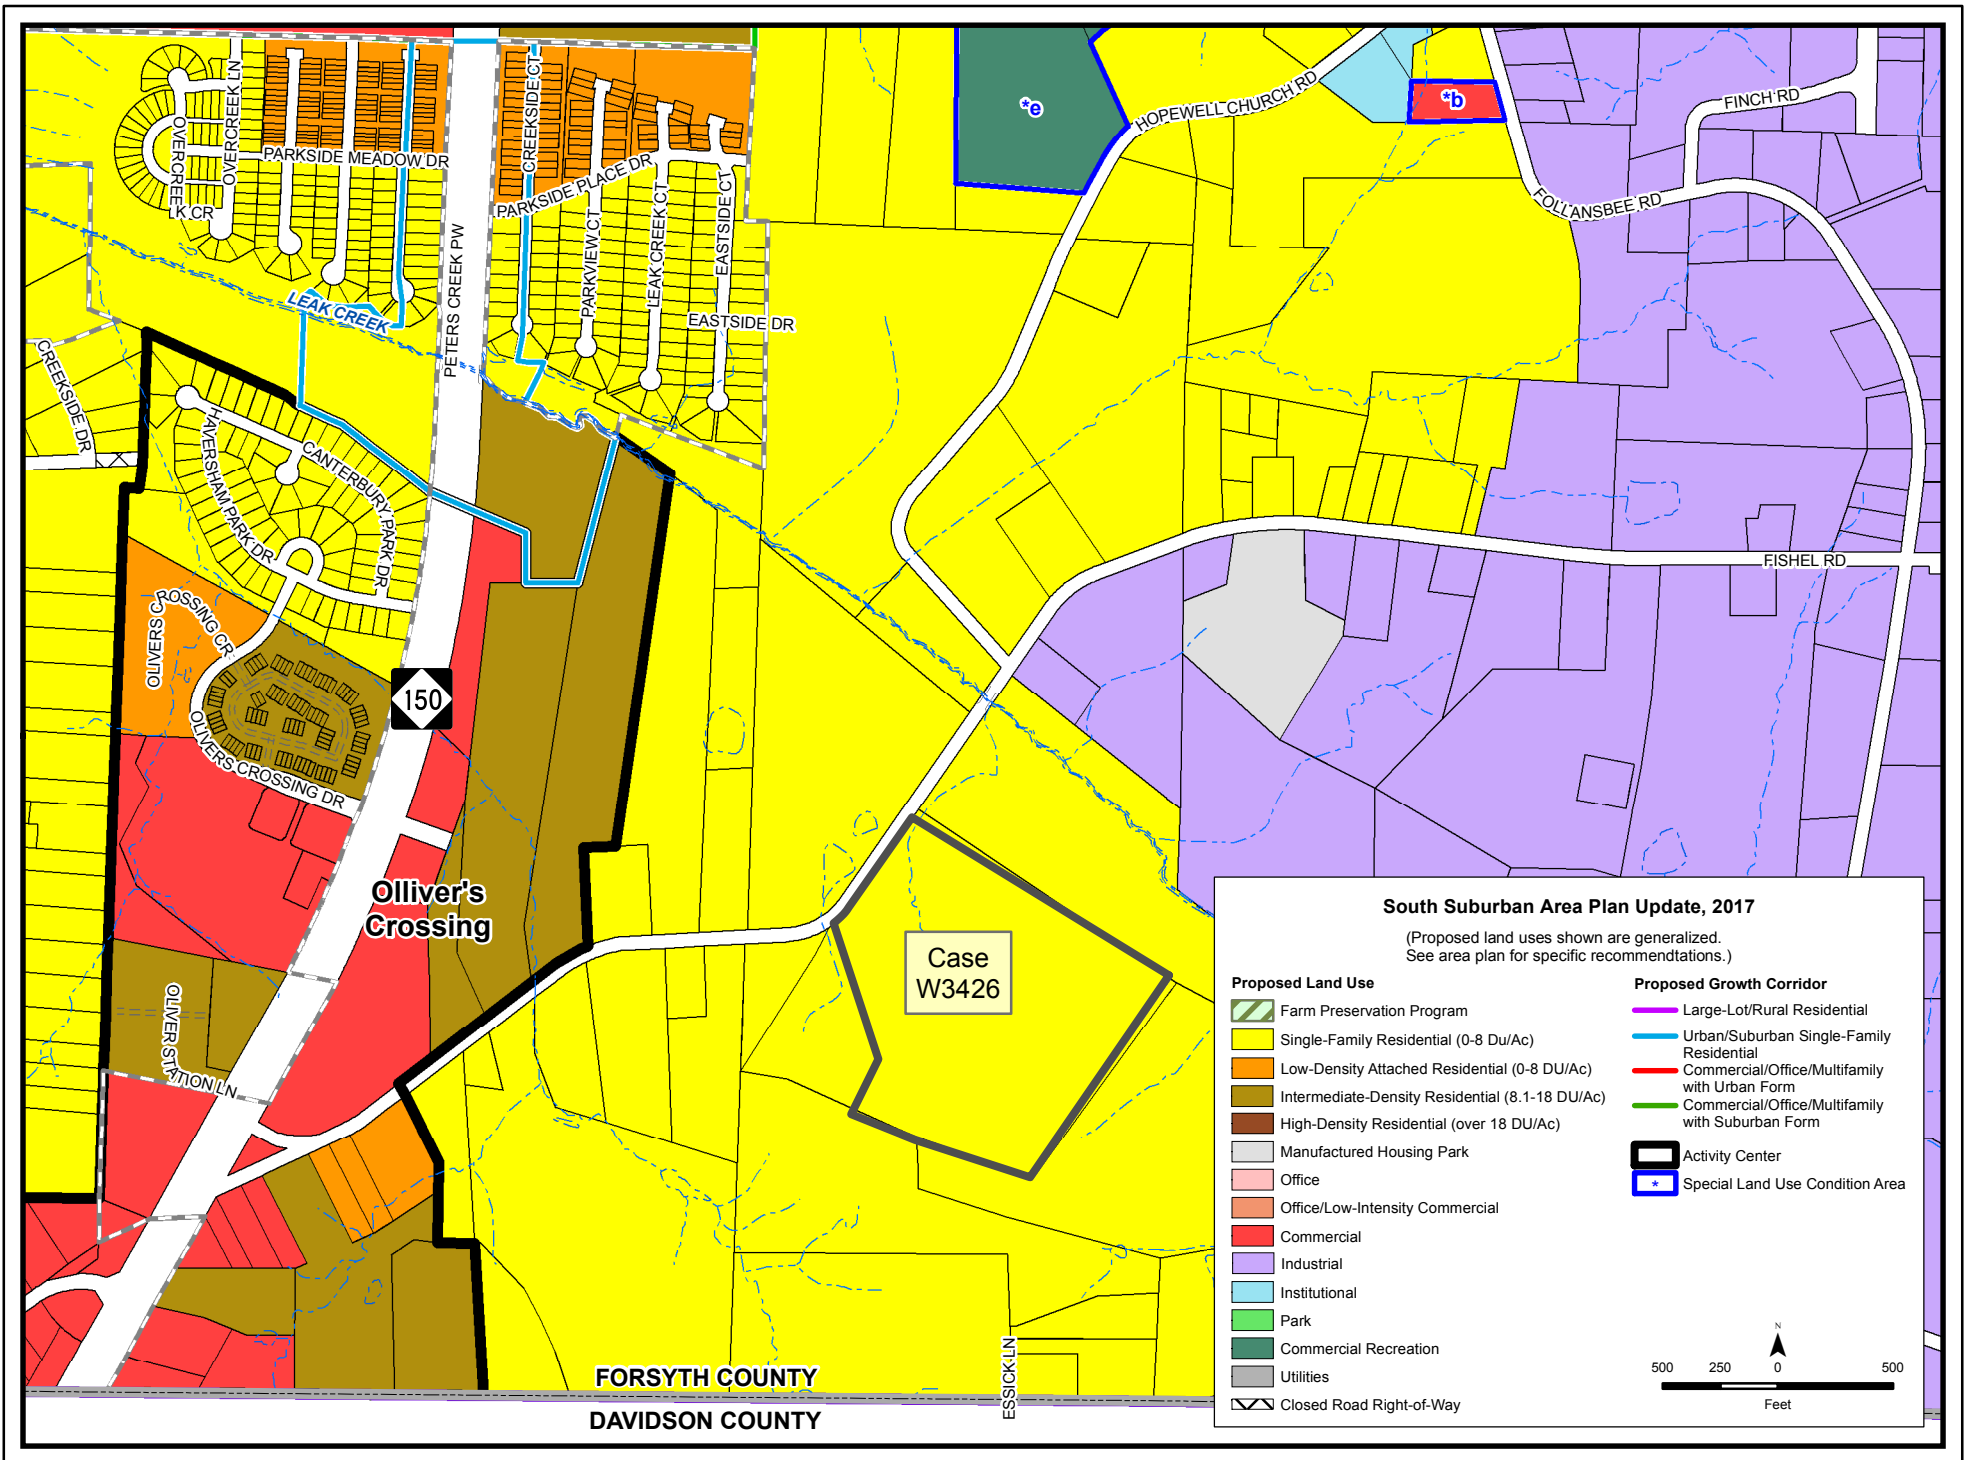 *e
*b
HOPEWELL CHURCH RD
FINCH RD
FOLLANSBEE RD
OVERCREEK LN
OVERCREEK CR
PARKSIDE MEADOW DR
CREEKSIDE CT
PARKSIDE PLACE DR
PARKVIEW CT
LEAK CREEK CT
EASTSIDE CT
EASTSIDE DR
PETERS CREEK PW
LEAK CREEK
CREEKSIDE DR
HAVERSHAM PARK DR
CANTERBURY PARK DR
OLIVERS CROSSING CR
OLIVERS CROSSING DR
150
FISHEL RD
Olliver's
Crossing
OLIVER STATION LN
Case
W3426
ESSICK LN
FORSYTH COUNTY
DAVIDSON COUNTY
South Suburban Area Plan Update, 2017
(Proposed land uses shown are generalized.
See area plan for specific recommendtations.)
Proposed Land Use
Farm Preservation Program
Single-Family Residential (0-8 Du/Ac)
Low-Density Attached Residential (0-8 DU/Ac)
Intermediate-Density Residential (8.1-18 DU/Ac)
High-Density Residential (over 18 DU/Ac)
Manufactured Housing Park
Office
Office/Low-Intensity Commercial
Commercial
Industrial
Institutional
Park
Commercial Recreation
Utilities
Closed Road Right-of-Way
Proposed Growth Corridor
Large-Lot/Rural Residential
Urban/Suburban Single-Family
Residential
Commercial/Office/Multifamily
with Urban Form
Commercial/Office/Multifamily
with Suburban Form
Activity Center
*
Special Land Use Condition Area
N
500 250 0 500
Feet